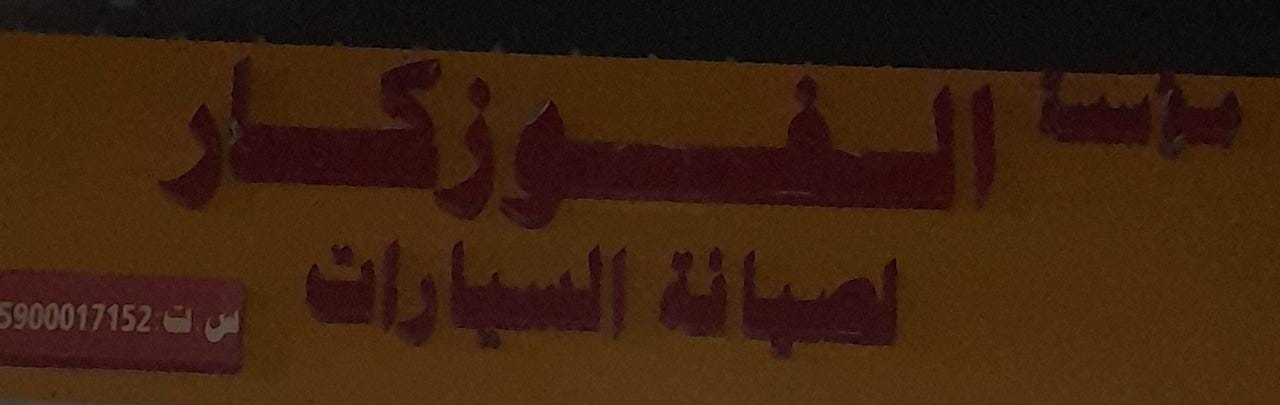 مؤسسة الفوزكار
لصيانة السيارات
س ت: 5900017152